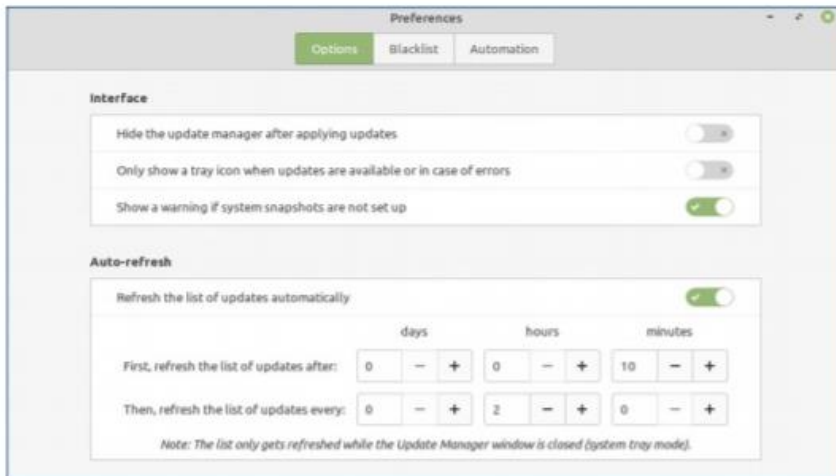 Preferences
Options Blacklist Automation
Interface
Hide the update manager after applying updates
Only show a tray icon when updates are available or in case of errors
Show a warning if system snapshots are not set up
Auto-refresh
Refresh the list of updates automatically
days hours minutes
First, refresh the list of updates after: 0 − + 0 − + 10 − +
Then, refresh the list of updates every: 0 − + 2 − + 0 − +
Note: The list only gets refreshed while the Update Manager window is closed (system tray mode).